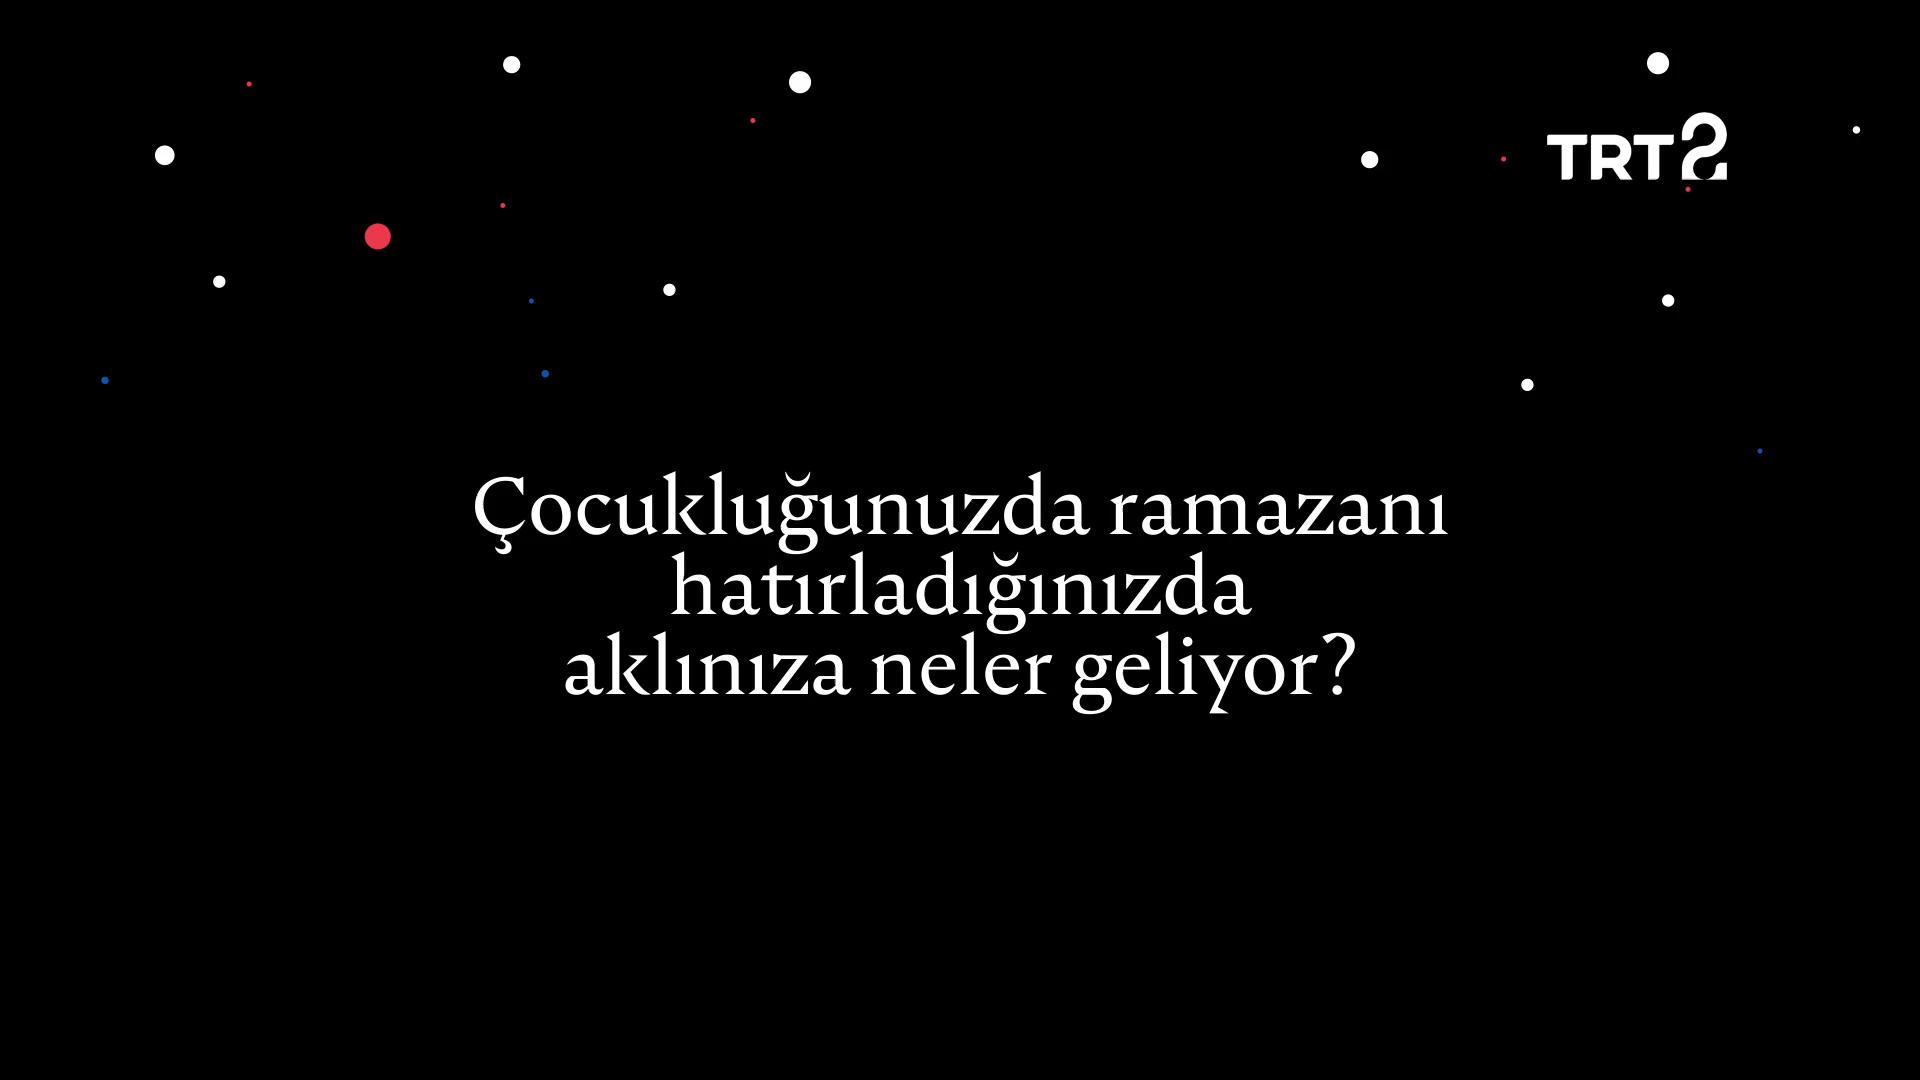 TRT2
Çocukluğunuzda ramazanı
hatırladığınızda
aklınıza neler geliyor?